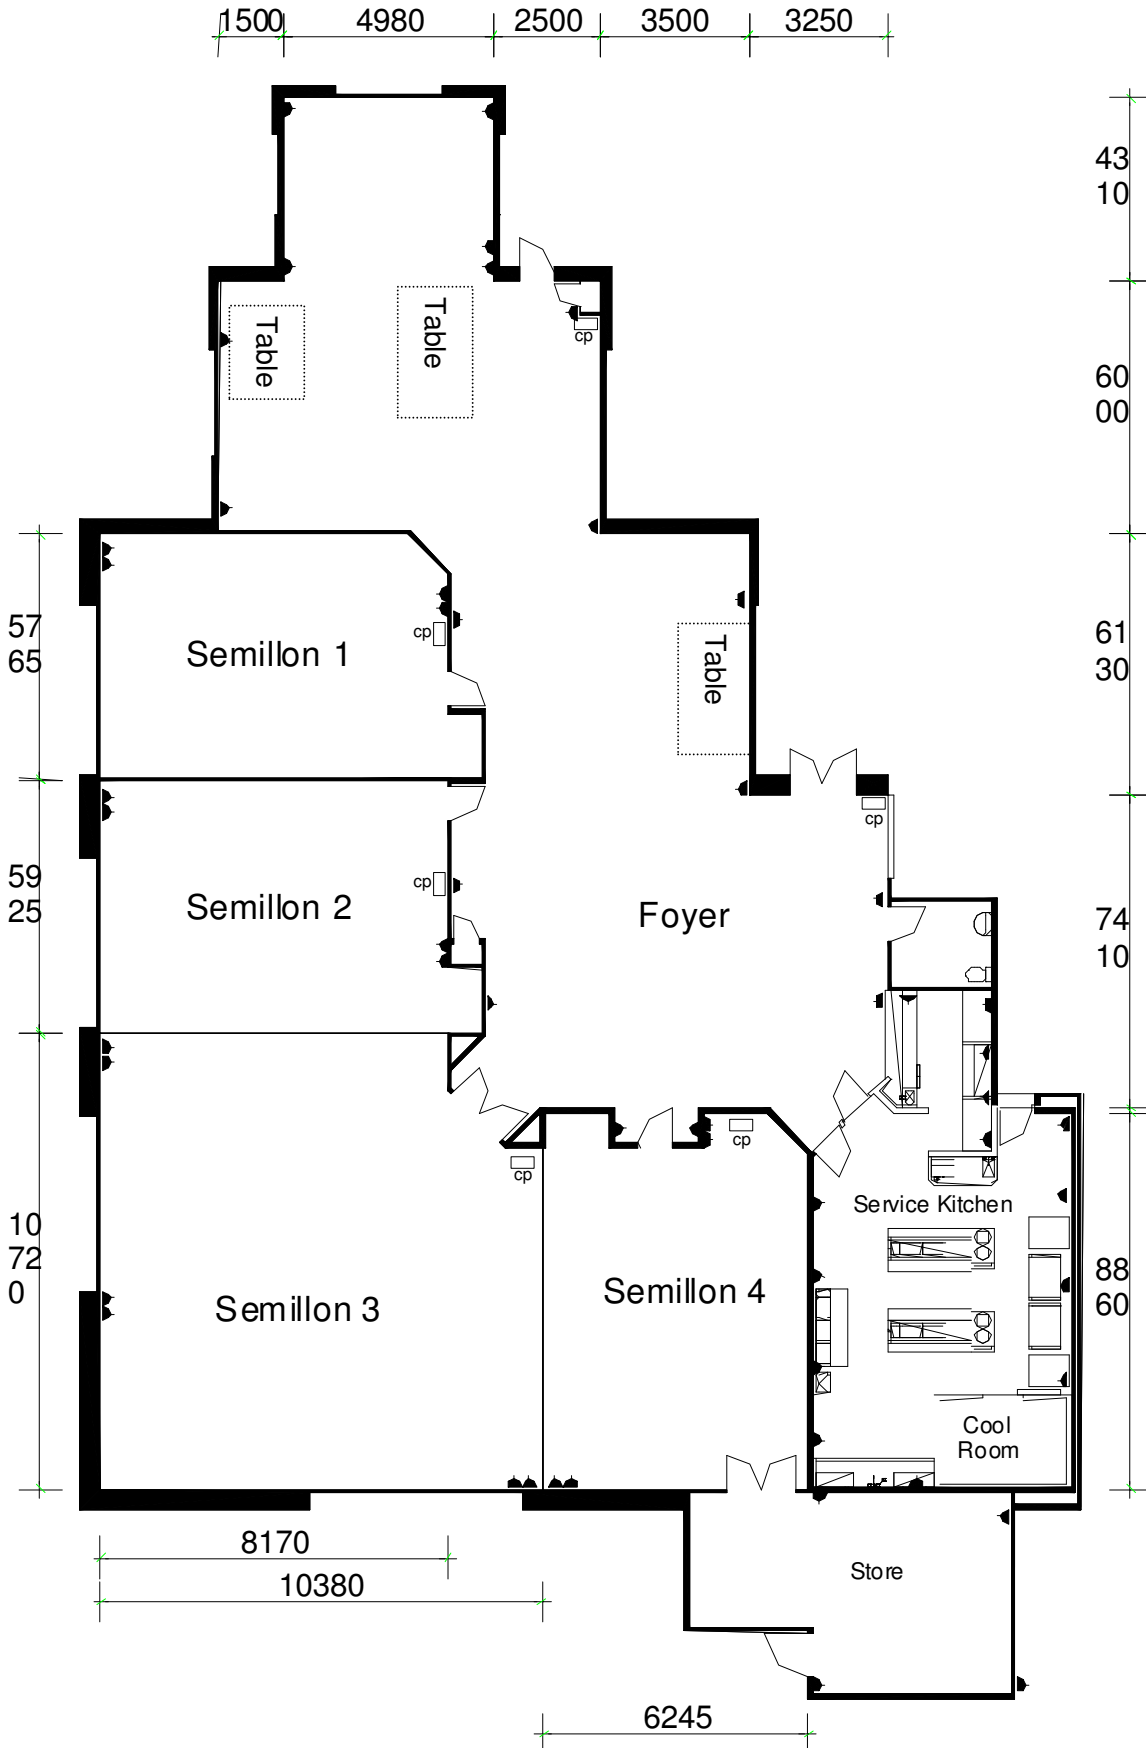 1500 4980 2500 3500 3250
43
10
Table
Table
cp
60
00
57
65
Semillon 1
cp
Table
61
30
cp
59
25
Semillon 2
cp
Foyer
74
10
cp
cp
10
72
0
Semillon 3
Semillon 4
Service Kitchen
88
60
Cool
Room
8170
10380
Store
6245